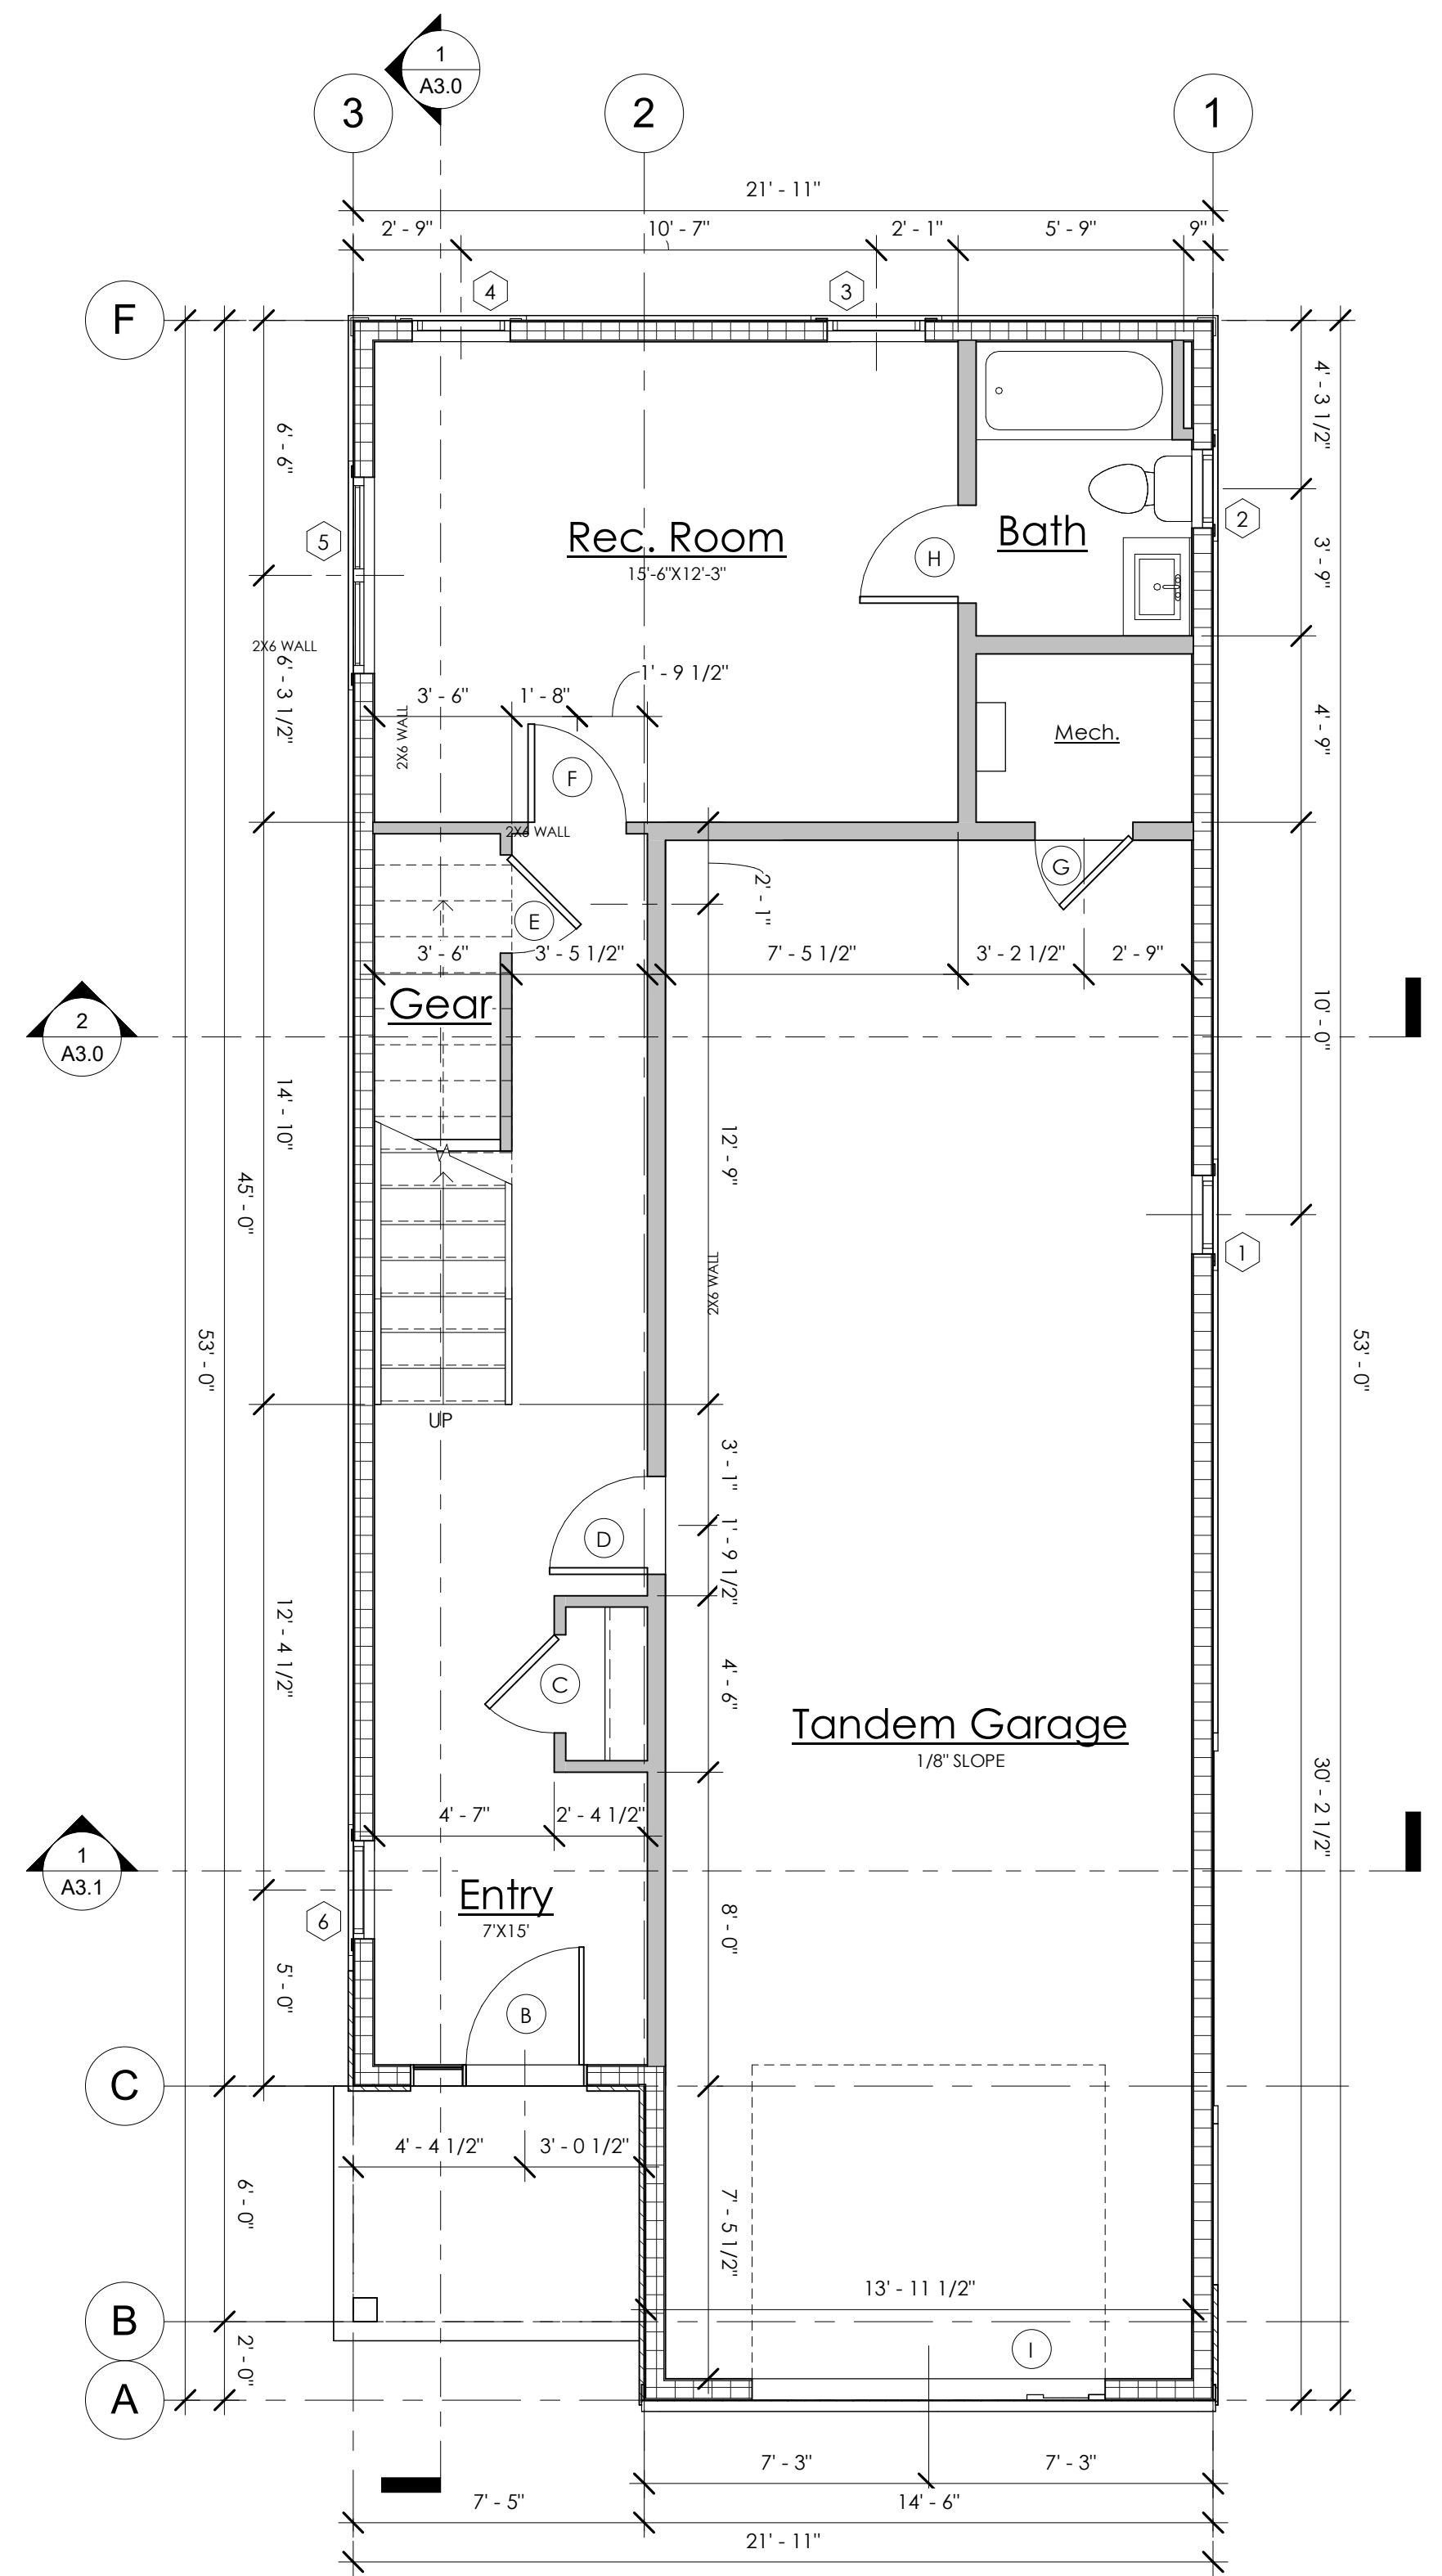 1
A3.0
3
2
1
21' - 11"
2' - 9"
10' - 7"
2' - 1"
5' - 9"
9"
4
3
F
4' - 3 1/2"
6' - 6"
5
Rec. Room
15'-6"X12'-3"
H
Bath
2
3' - 9"
2X6 WALL
6' - 3 1/2"
3' - 6"
1' - 8"
1' - 9 1/2"
2X6 WALL
Mech.
4' - 9"
F
2X6 WALL
G
2' - 1"
E
3' - 6"
3' - 5 1/2"
7' - 5 1/2"
3' - 2 1/2"
2' - 9"
Gear
2
A3.0
10' - 0"
14' - 10"
12' - 9"
45' - 0"
1
2X6 WALL
53' - 0"
53' - 0"
UP
3' - 1"
D
1' - 9 1/2"
12' - 4 1/2"
C
4' - 6"
Tandem Garage
1/8" SLOPE
30' - 2 1/2"
4' - 7"
2' - 4 1/2"
1
A3.1
Entry
7'X15'
6
8' - 0"
5' - 0"
B
C
4' - 4 1/2"
3' - 0 1/2"
6' - 0"
7' - 5 1/2"
13' - 11 1/2"
B
2' - 0"
I
A
7' - 3"
7' - 3"
7' - 5"
14' - 6"
21' - 11"